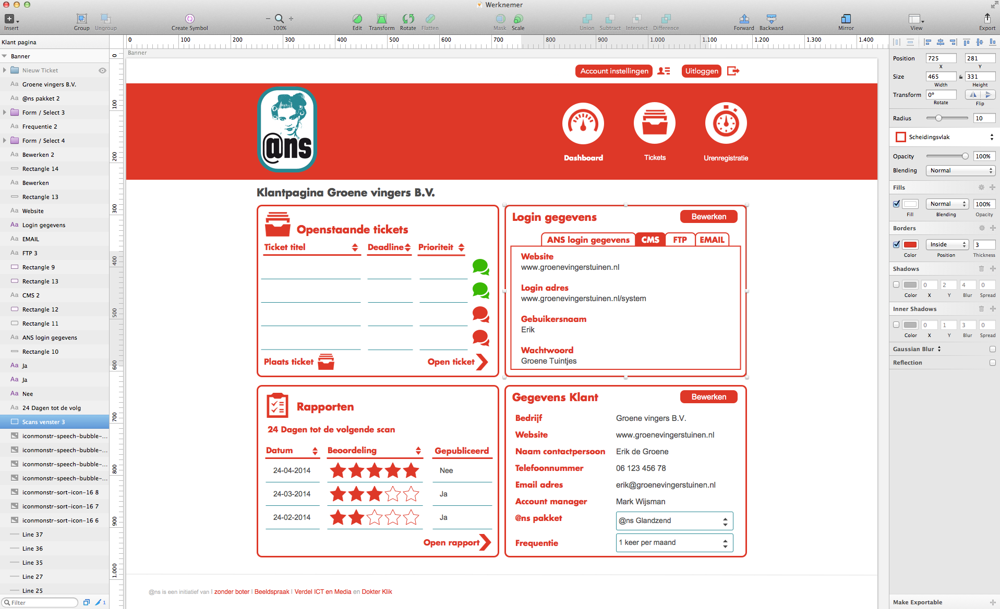 Werknemer
Insert
Group
Ungroup
Create Symbol
100%
Edit
Transform
Rotate
Flatten
Mask
Scale
Union
Subtract
Intersect
Difference
Forward
Backward
Mirror
View
Export
Klant pagina
Banner
Nieuw Ticket
Groene vingers B.V.
@ns pakket 2
Form / Select 3
Frequentie 2
Form / Select 4
Bewerken 2
Rectangle 14
Bewerken
Rectangle 13
Website
Login gegevens
EMAIL
FTP 3
Rectangle 9
Rectangle 13
CMS 2
Rectangle 12
Rectangle 11
ANS login gegevens
Rectangle 10
Ja
Ja
Nee
24 Dagen tot de volg
Scans venster 3
iconmonstr-speech-bubble-...
iconmonstr-speech-bubble-...
iconmonstr-speech-bubble-...
iconmonstr-speech-bubble-...
iconmonstr-sort-icon-16 8
iconmonstr-sort-icon-16 7
iconmonstr-sort-icon-16 6
Line 37
Line 36
Line 35
Line 27
Line 25
Filter
1
0 100 200 300 400 500 600 700 800 900 1.000 1.100 1.200 1.300 1.400
0
100
200
300
400
500
600
700
800
900
1.000
Banner
Account instellingen
Uitloggen
@ns
Dashboard
Tickets
Urenregistratie
Klantpagina Groene vingers B.V.
Openstaande tickets
Ticket titel
Deadline
Prioriteit
Plaats ticket
Open ticket
Login gegevens
Bewerken
ANS login gegevens
CMS
FTP
EMAIL
Website
www.groenevingerstuinen.nl
Login adres
www.groenevingerstuinen.nl/system
Gebuikersnaam
Erik
Wachtwoord
Groene Tuintjes
Rapporten
24 Dagen tot de volgende scan
Datum
Beoordeling
Gepubliceerd
24-04-2014
Nee
24-03-2014
Ja
24-02-2014
Ja
Open rapport
Gegevens Klant
Bewerken
Bedrijf
Groene vingers B.V.
Website
www.groenevingerstuinen.nl
Naam contactpersoon
Erik de Groene
Telefoonnummer
06 123 456 78
Email adres
erik@groenevingerstuinen.nl
Account manager
Mark Wijsman
@ns pakket
@ns Glandzend
Frequentie
1 keer per maand
@ns is een initiatief van | zonder boter | Beeldspraak | Verdel ICT en Media en Dokter Klik
Position
725
281
X
Y
Size
465
331
Width
Height
Transform
0°
Rotate
Flip
Radius
10
Scheidingsvlak
Opacity
100%
Blending
Normal
Fills
Normal
100%
Fill
Blending
Opacity
Borders
Inside
3
Color
Position
Thickness
Shadows
0
2
4
0
Color
X
Y
Blur
Spread
Inner Shadows
0
1
3
0
Color
X
Y
Blur
Spread
Gaussian Blur
Reflection
Make Exportable